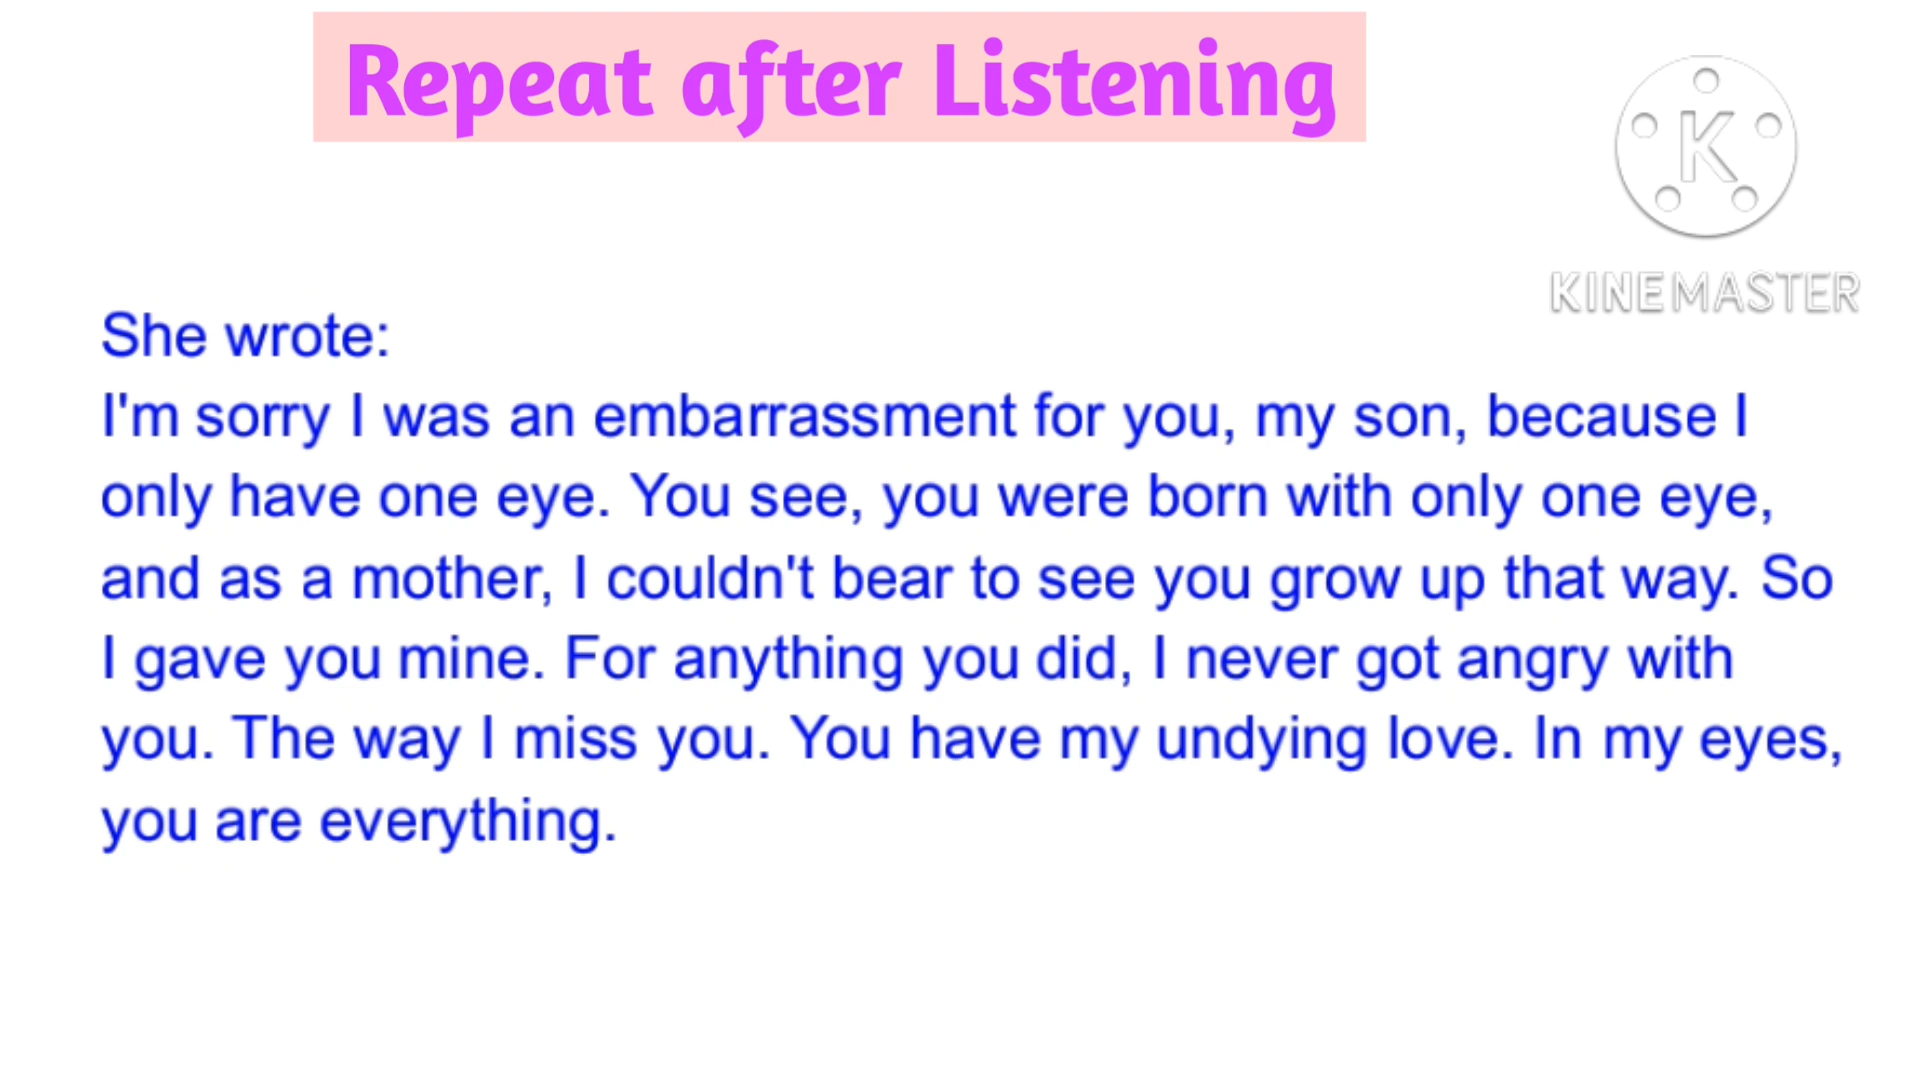 Repeat after Listening
K
KINEMASTER
She wrote:
I'm sorry I was an embarrassment for you, my son, because I
only have one eye. You see, you were born with only one eye,
and as a mother, I couldn't bear to see you grow up that way. So
I gave you mine. For anything you did, I never got angry with
you. The way I miss you. You have my undying love. In my eyes,
you are everything.